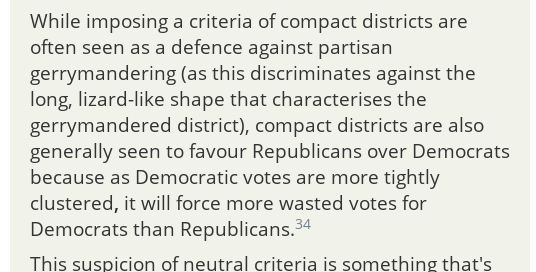 While imposing a criteria of compact districts are
often seen as a defence against partisan
gerrymandering (as this discriminates against the
long, lizard-like shape that characterises the
gerrymandered district), compact districts are also
generally seen to favour Republicans over Democrats
because as Democratic votes are more tightly
clustered, it will force more wasted votes for
Democrats than Republicans.34
This suspicion of neutral criteria is something that's